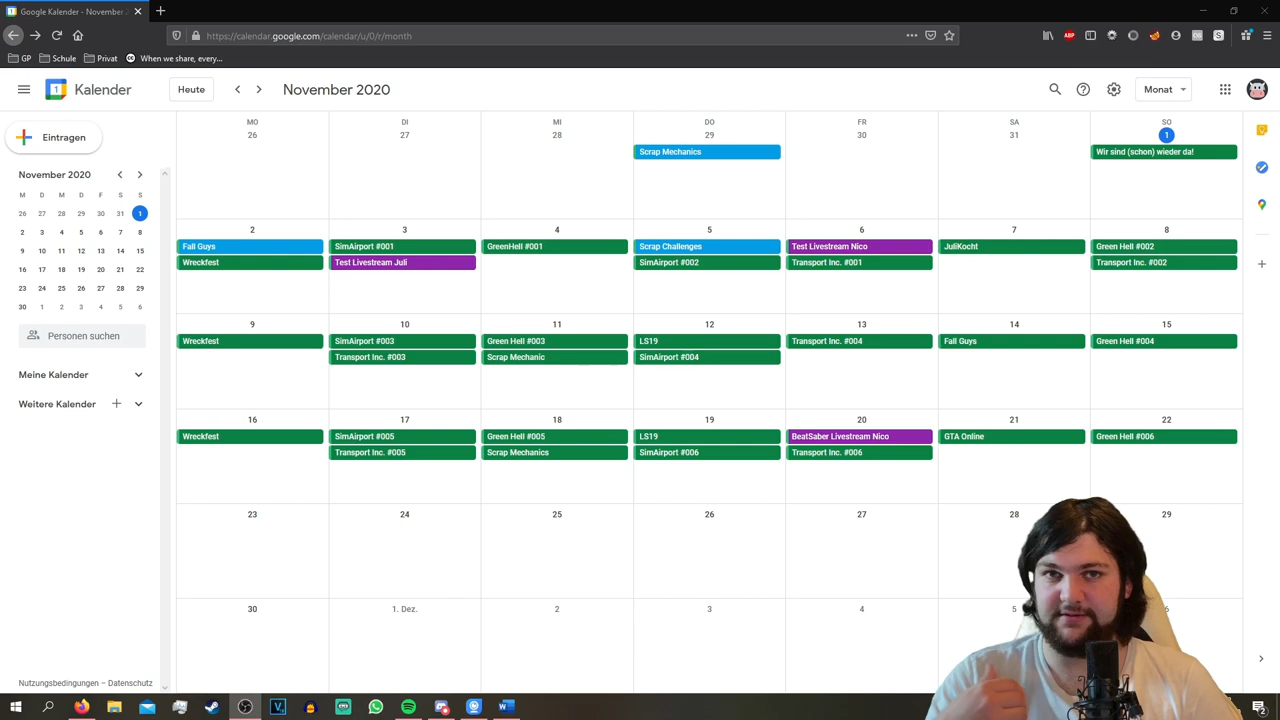 Google Kalender - November 2
https://calendar.google.com/calendar/u/0/r/month
GP
Schule
Privat
When we share, every...
ABP
1
Kalender
Heute
November 2020
Monat
Eintragen
November 2020
M D M D F S S
26 27 28 29 30 31 1
2 3 4 5 6 7 8
9 10 11 12 13 14 15
16 17 18 19 20 21 22
23 24 25 26 27 28 29
30 1 2 3 4 5 6
Personen suchen
Meine Kalender
Weitere Kalender
Nutzungsbedingungen – Datenschutz
MO DI MI DO FR SA SO
26 27 28 29 30 31 1
Scrap Mechanics
Wir sind (schon) wieder da!
2 3 4 5 6 7 8
Fall Guys SimAirport #001 GreenHell #001 Scrap Challenges Test Livestream Nico JuliKocht Green Hell #002
Wreckfest Test Livestream Juli SimAirport #002 Transport Inc. #001 Transport Inc. #002
9 10 11 12 13 14 15
Wreckfest SimAirport #003 Green Hell #003 LS19 Transport Inc. #004 Fall Guys Green Hell #004
Transport Inc. #003 Scrap Mechanic SimAirport #004
16 17 18 19 20 21 22
Wreckfest SimAirport #005 Green Hell #005 LS19 BeatSaber Livestream Nico GTA Online Green Hell #006
Transport Inc. #005 Scrap Mechanics SimAirport #006 Transport Inc. #006
23 24 25 26 27 28 29
30 1. Dez. 2 3 4 5 6